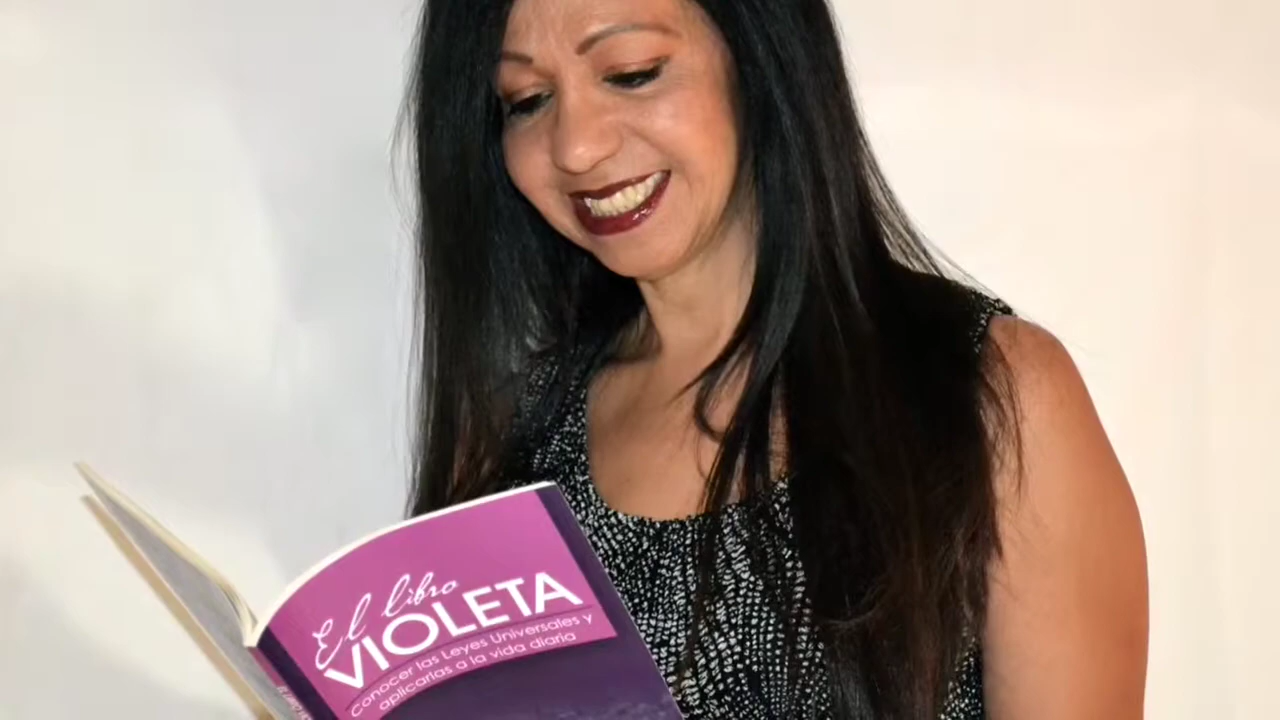 El libro
VIOLETA
conocer las Leyes Universales y
aplicarlas a la vida diaria